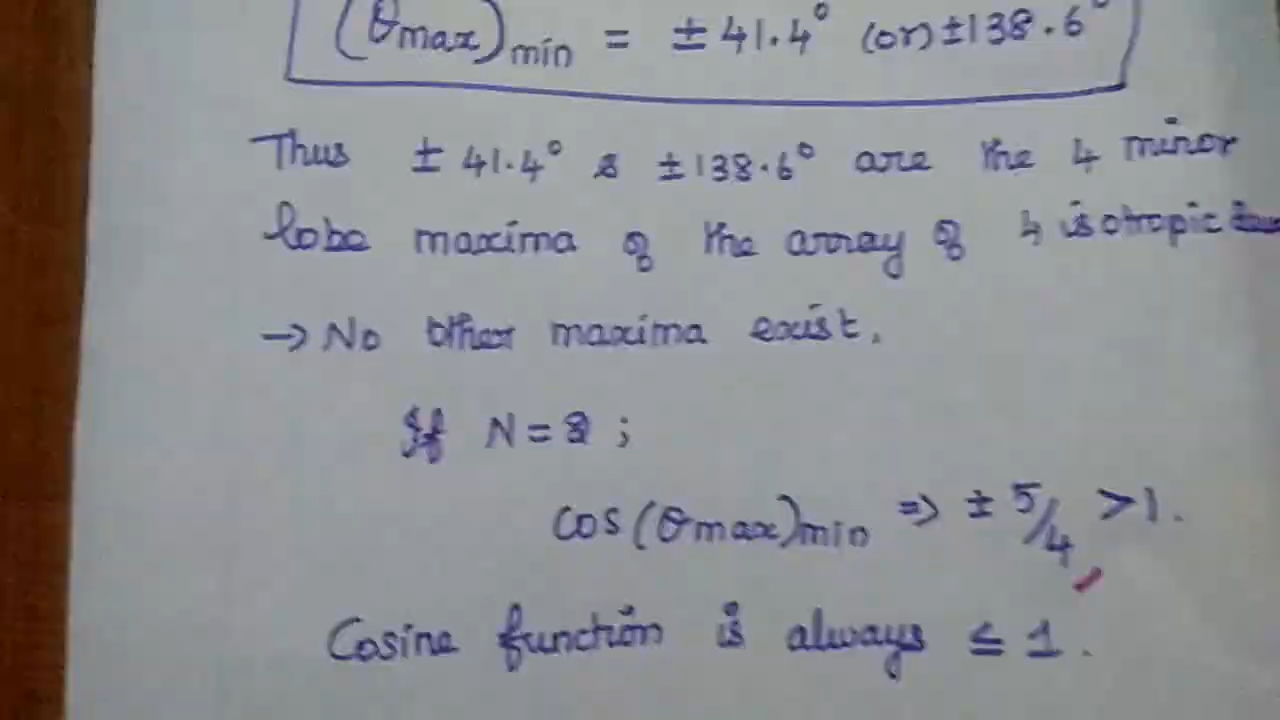 (θmax)min = ± 41.4° (or) ±138.6°
Thus ± 41.4° & ±138.6° are the 4 minor
lobe maxima of the array of 4 isotropic
→ No other maxima exist.
If N = 2 ;
cos(θmax)min ⇒ ± 5/4 > 1.
Cosine function is always ≤ 1.